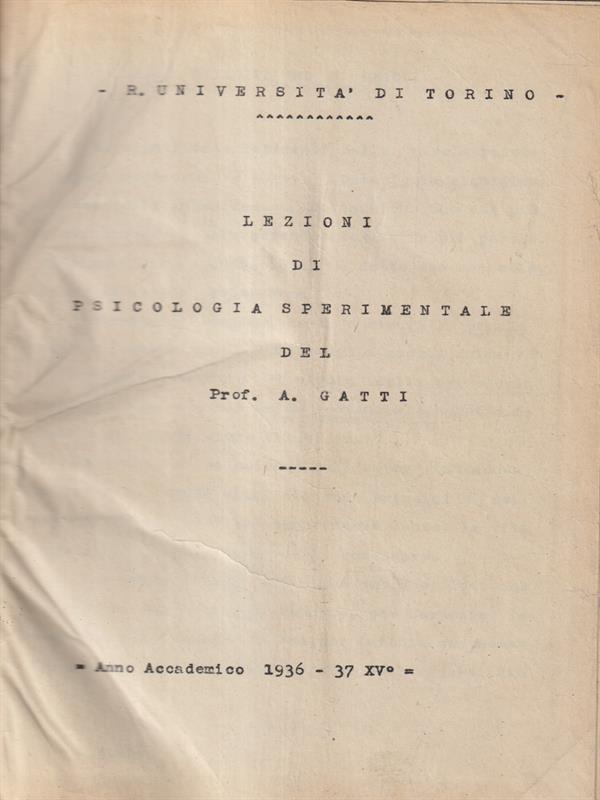 - R. UNIVERSITA' DI TORINO -
^^^^^^^^^^^^
LEZIONI
DI
PSICOLOGIA SPERIMENTALE
DEL
Prof. A. GATTI
-----
= Anno Accademico 1936 - 37 XV° =